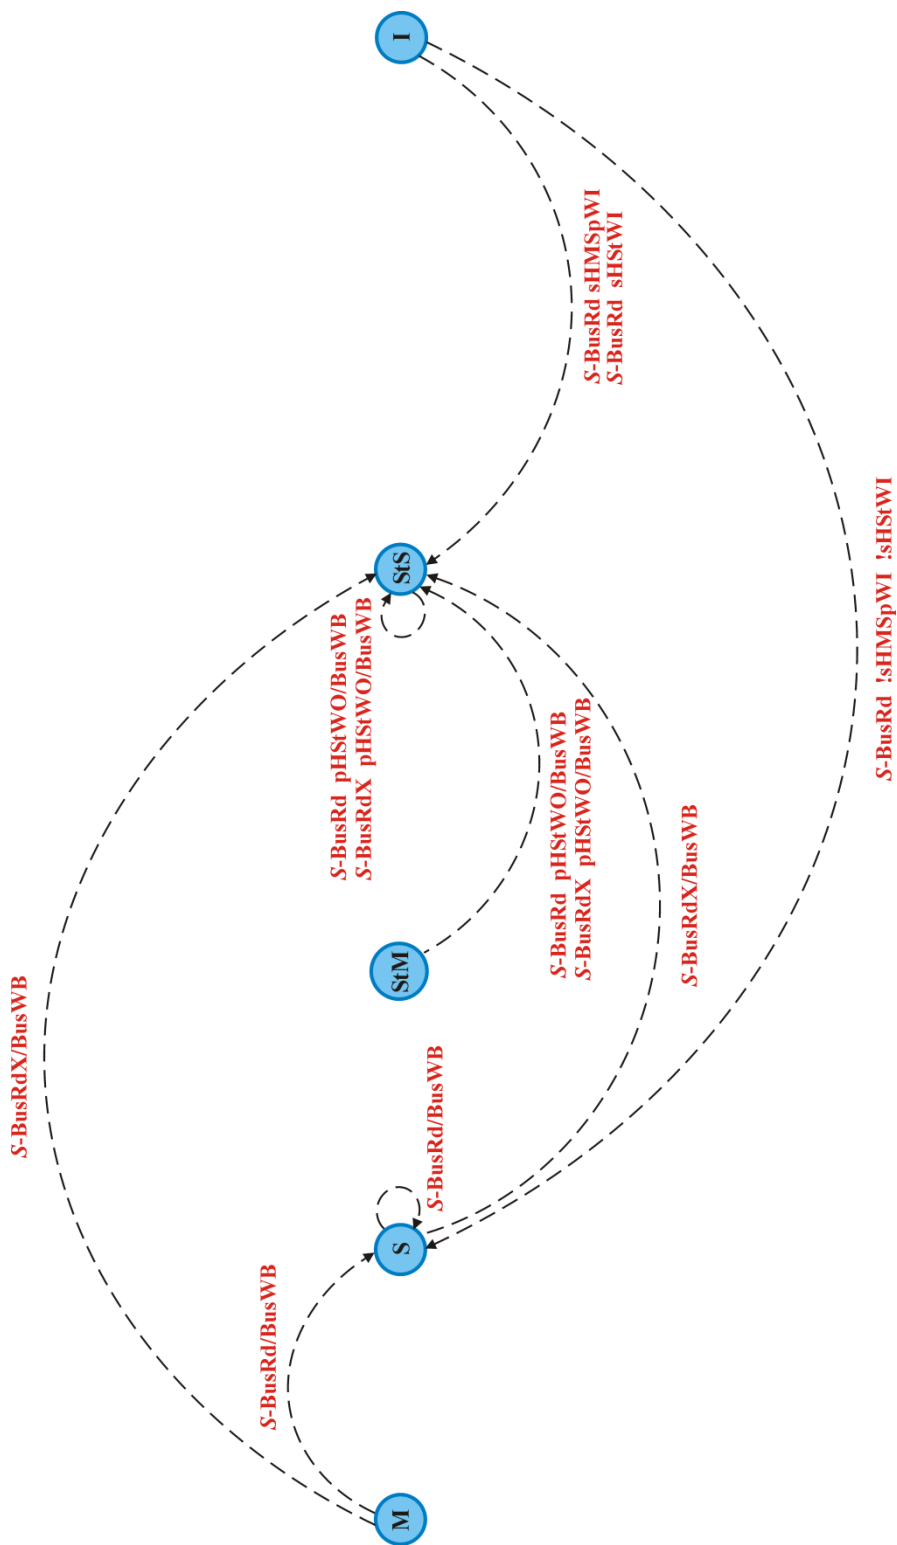 S-BusRdX/BusWB
S-BusRd/BusWB
S-BusRd/BusWB
S-BusRd pHStWO/BusWB
S-BusRdX pHStWO/BusWB
M
S
StM
StS
I
S-BusRd pHStWO/BusWB
S-BusRdX pHStWO/BusWB
S-BusRd sHMSpWI
S-BusRd sHStWI
S-BusRdX/BusWB
S-BusRd !sHMSpWI !sHStWI